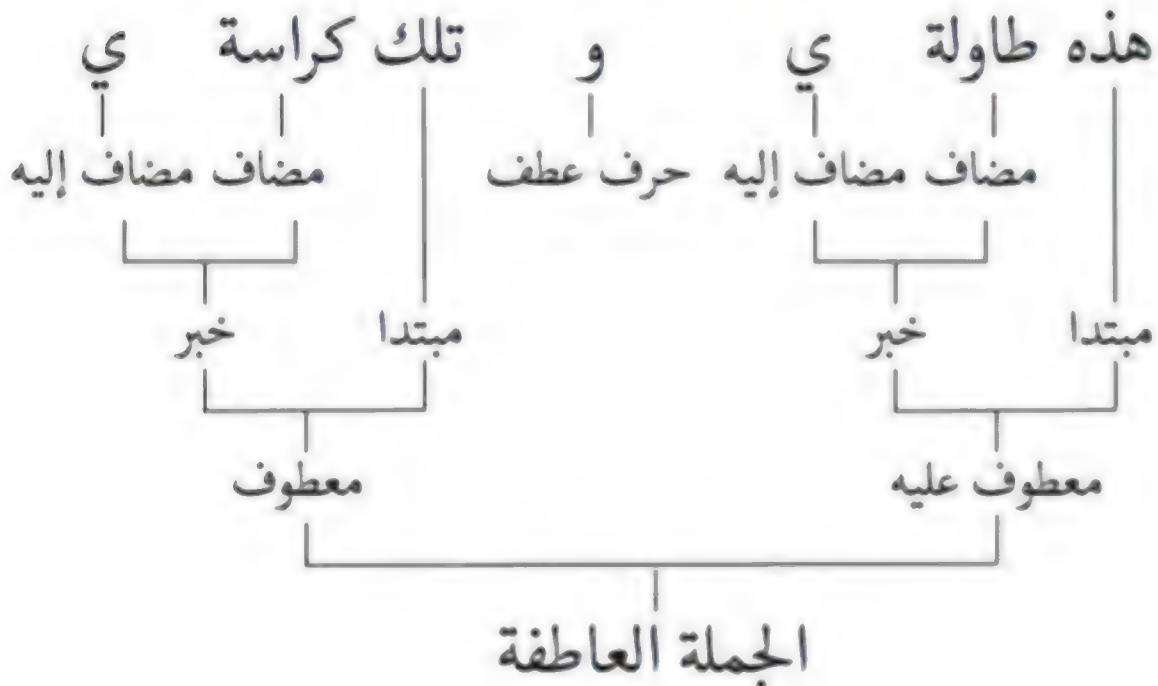 هذه طاولة ي و تلك كراسة ي
مضاف مضاف إليه حرف عطف مضاف مضاف إليه
مبتدا خبر مبتدا خبر
معطوف عليه معطوف
الجملة العاطفة